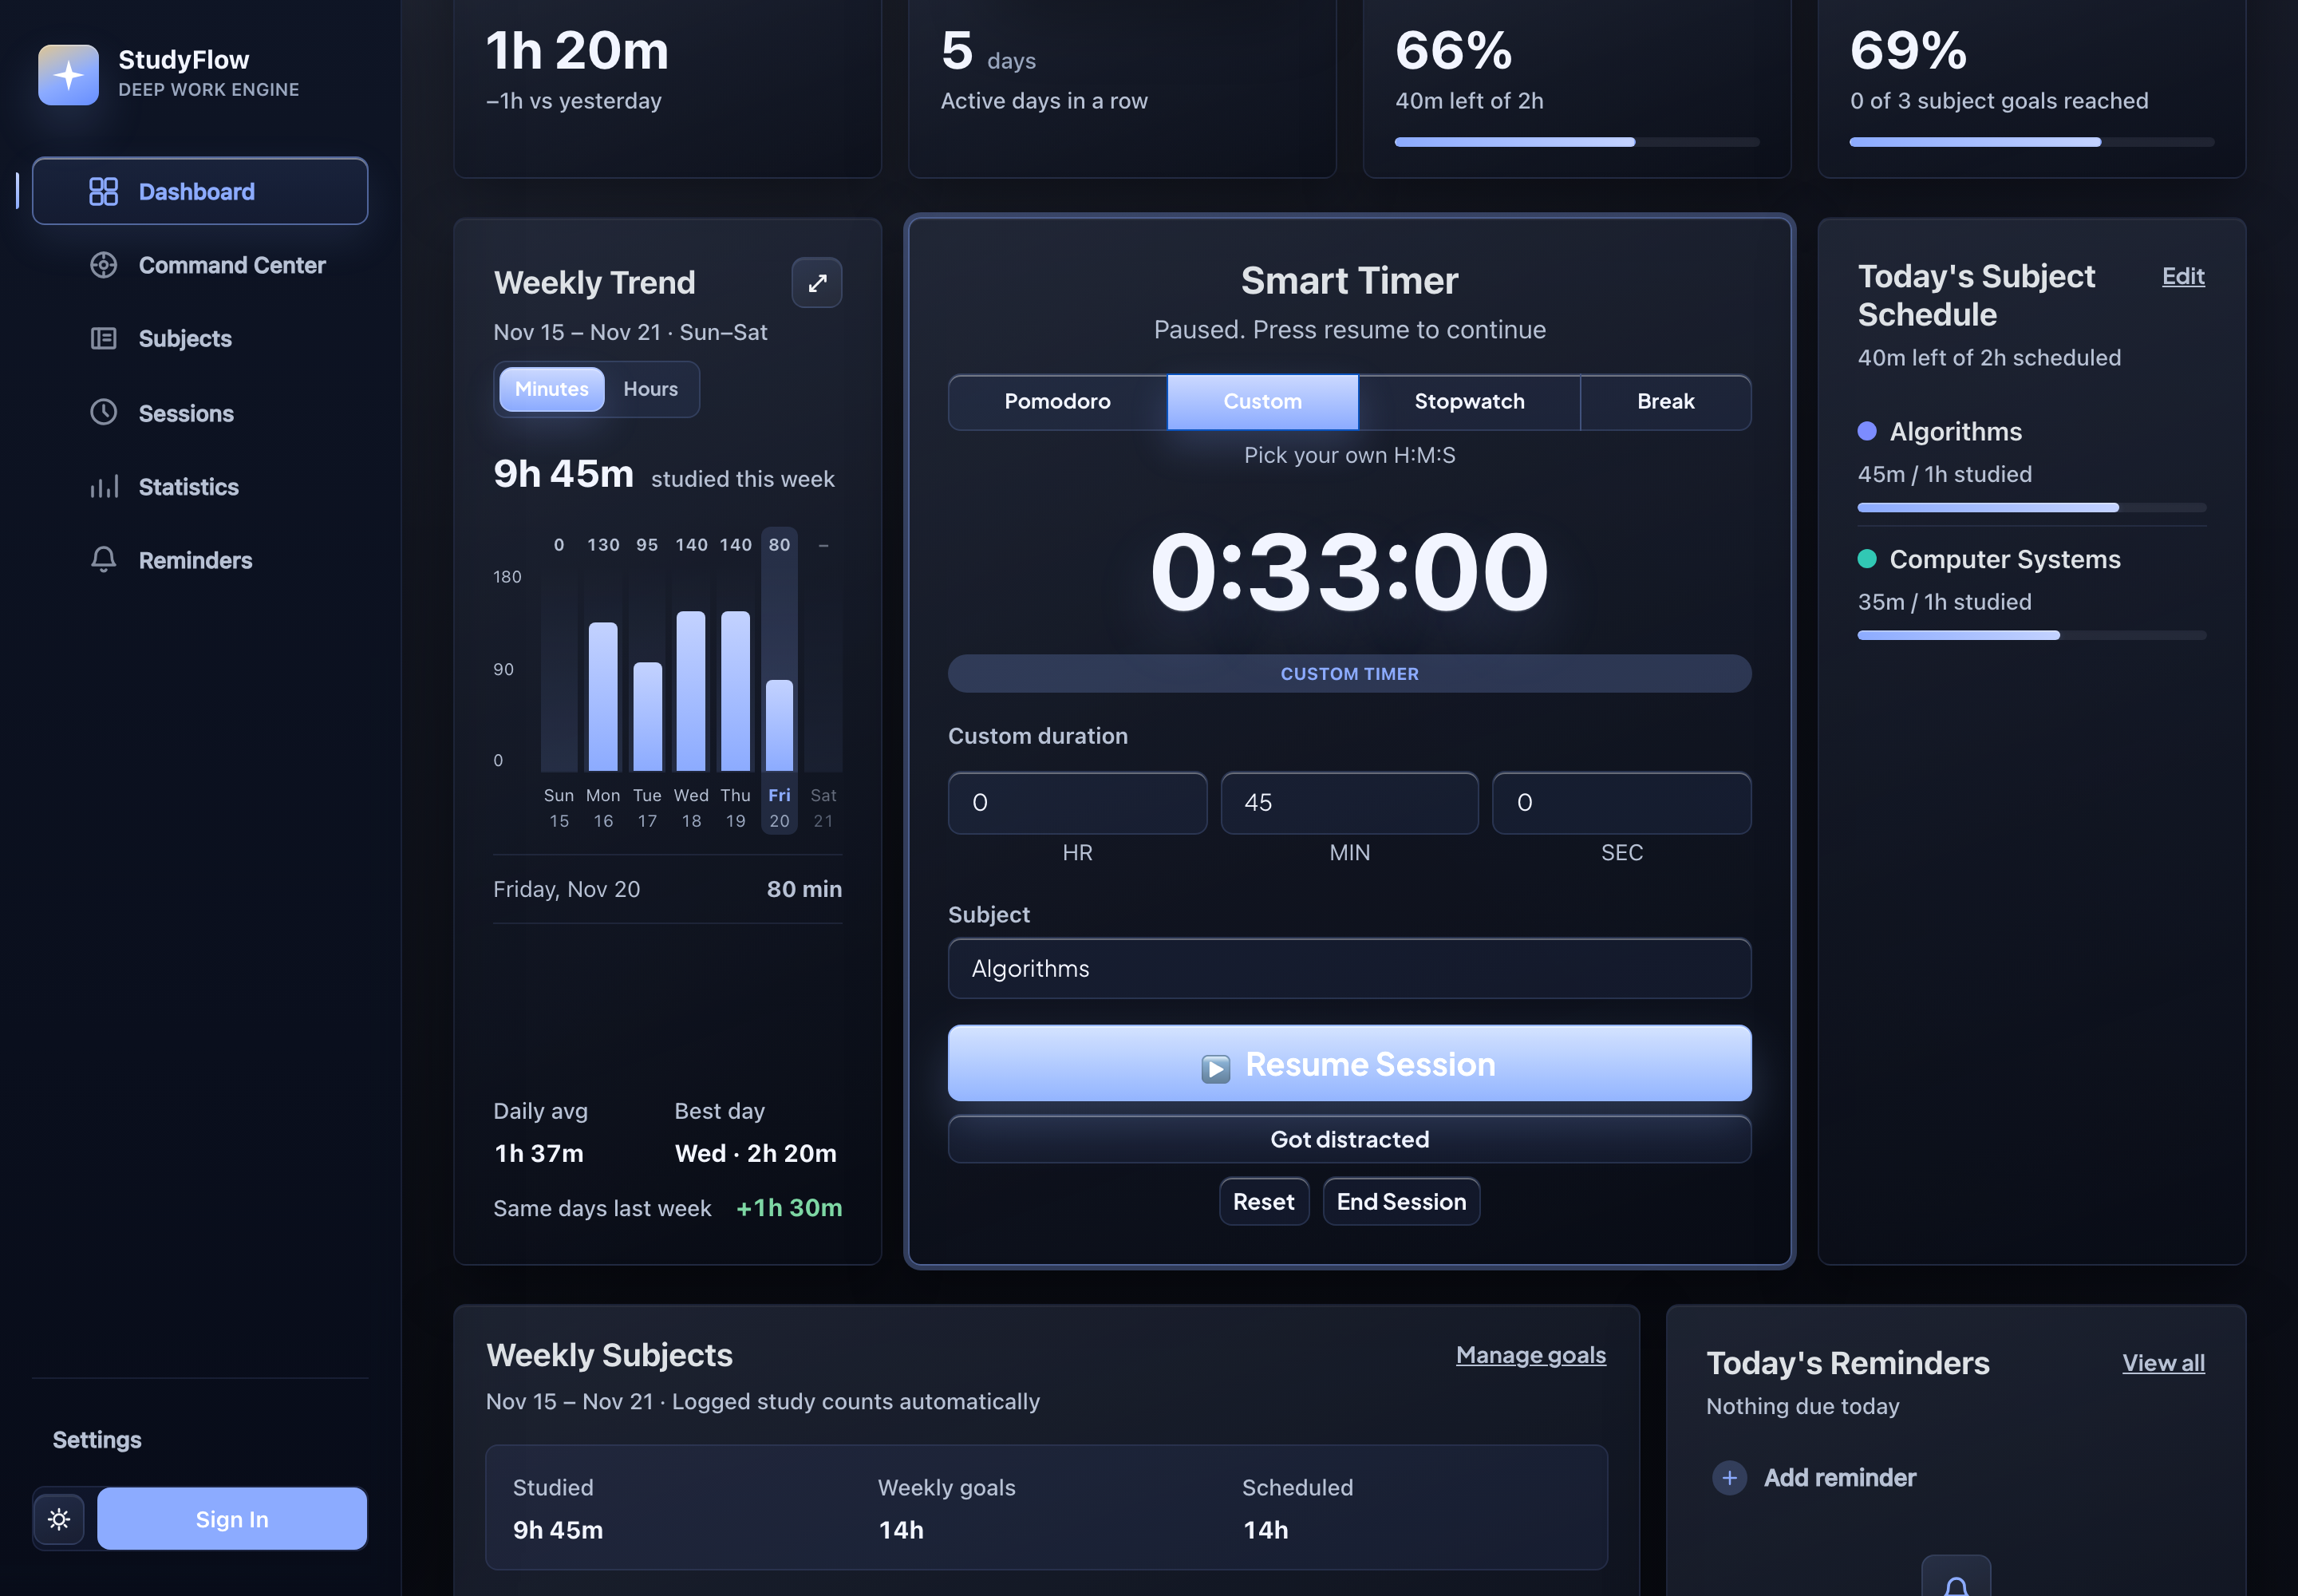 StudyFlow
DEEP WORK ENGINE
Dashboard
Command Center
Subjects
Sessions
Statistics
Reminders
Settings
Sign In
1h 20m
–1h vs yesterday
5 days
Active days in a row
66%
40m left of 2h
69%
0 of 3 subject goals reached
Weekly Trend
Nov 15 – Nov 21 · Sun–Sat
Minutes Hours
9h 45m studied this week
0 130 95 140 140 80 –
180
90
0
Sun Mon Tue Wed Thu Fri Sat
15 16 17 18 19 20 21
Friday, Nov 20 80 min
Daily avg Best day
1h 37m Wed · 2h 20m
Same days last week +1h 30m
Smart Timer
Paused. Press resume to continue
Pomodoro Custom Stopwatch Break
Pick your own H:M:S
0:33:00
CUSTOM TIMER
Custom duration
0 45 0
HR MIN SEC
Subject
Algorithms
Resume Session
Got distracted
Reset End Session
Today's Subject Schedule
Edit
40m left of 2h scheduled
Algorithms
45m / 1h studied
Computer Systems
35m / 1h studied
Weekly Subjects Manage goals
Nov 15 – Nov 21 · Logged study counts automatically
Studied Weekly goals Scheduled
9h 45m 14h 14h
Today's Reminders View all
Nothing due today
Add reminder